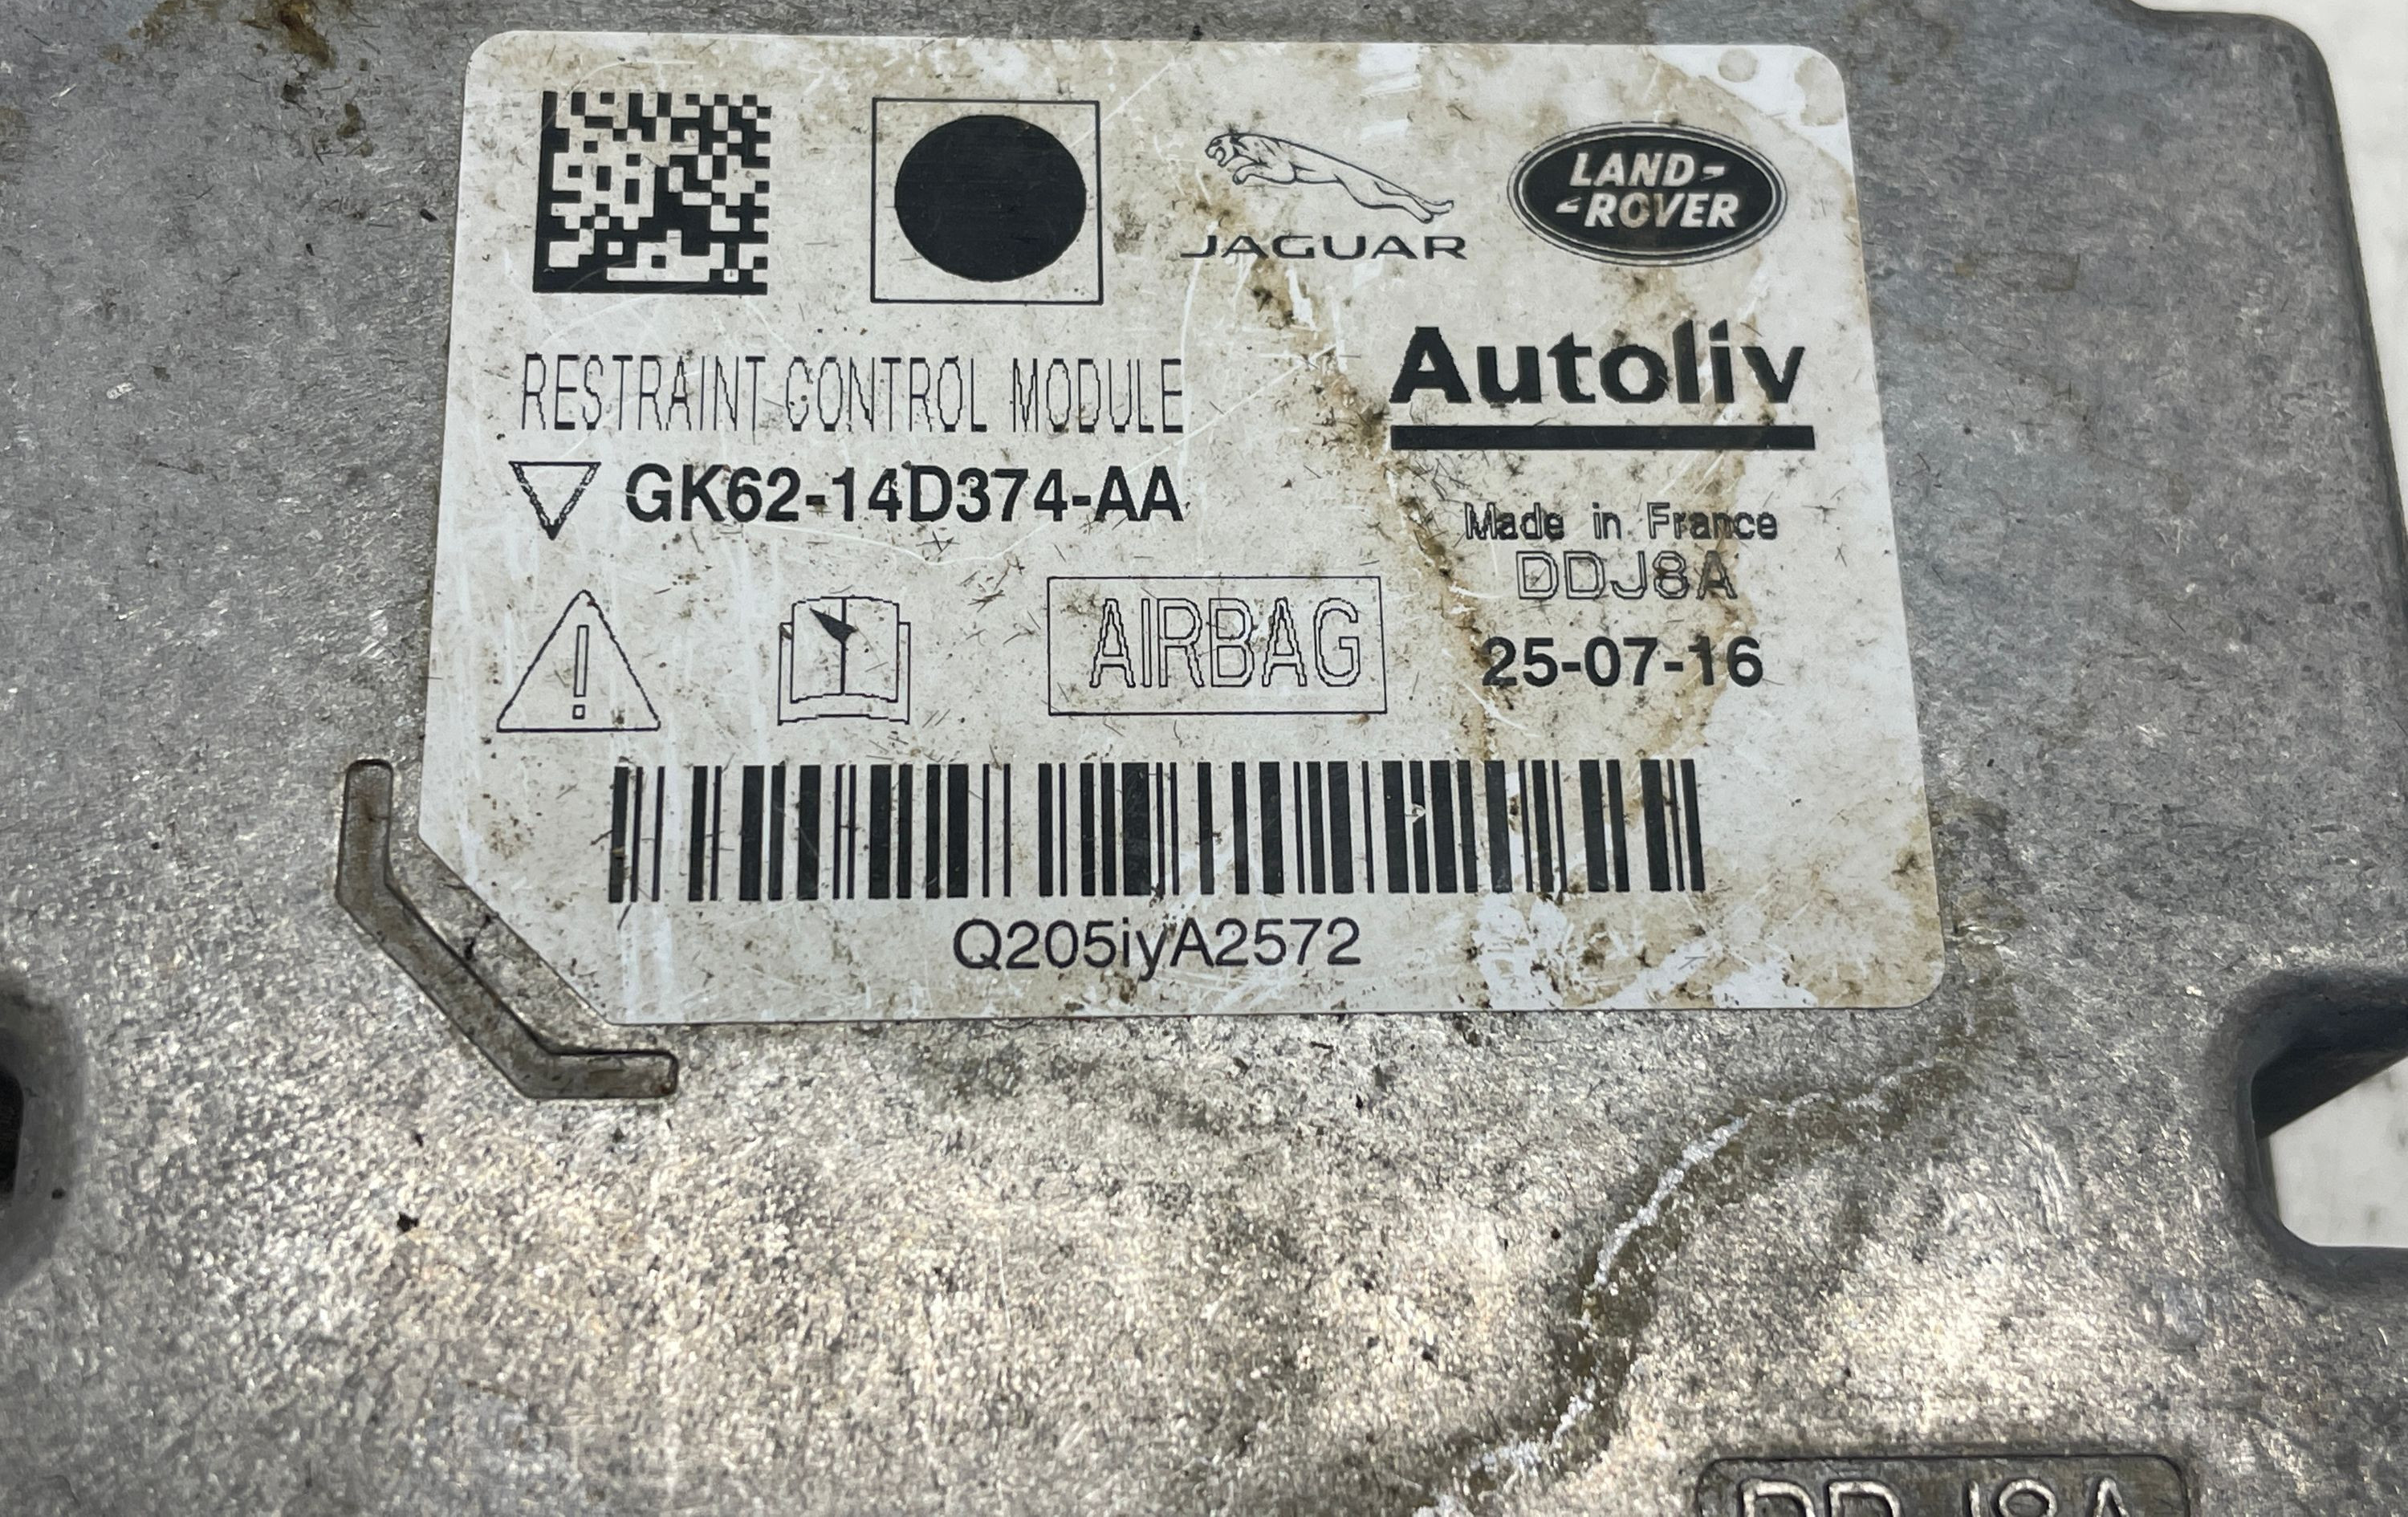 JAGUAR
LAND-
ROVER
Autoliv
RESTRAINT CONTROL MODULE
GK62-14D374-AA
Made in France
DDJ8A
AIRBAG
25-07-16
Q205iyA2572
DDJ8A